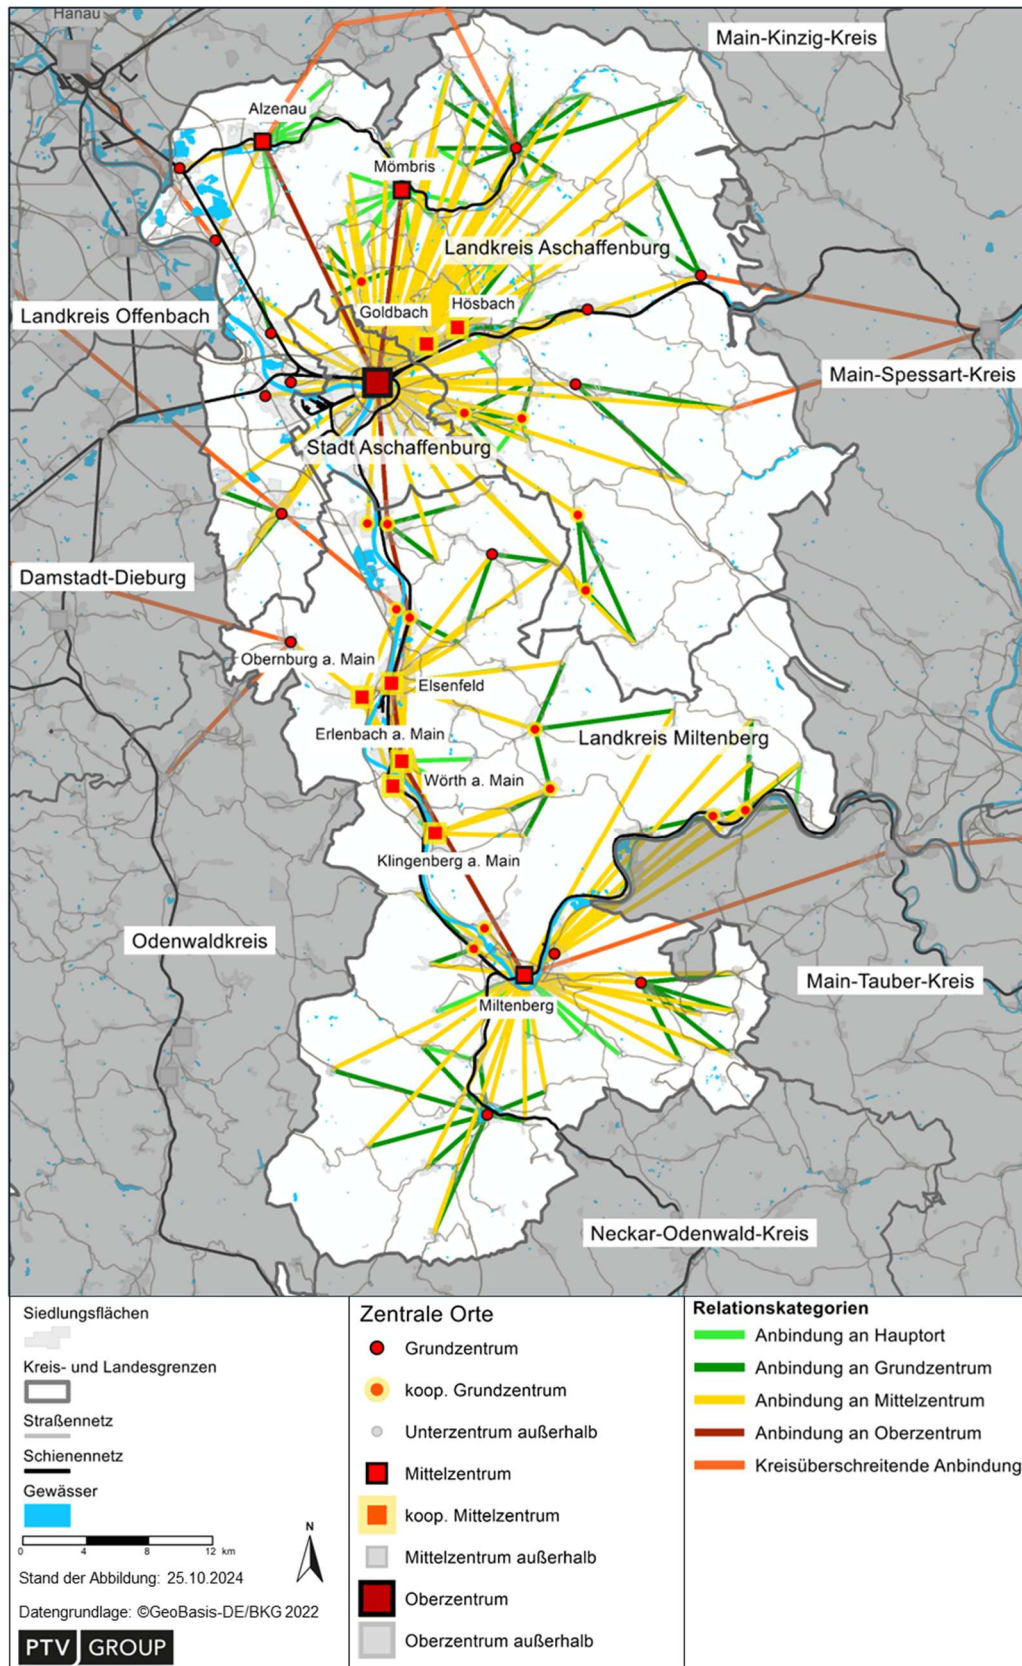 Hanau
Main-Kinzig-Kreis
Alzenau
Mömbris
Landkreis Aschaffenburg
Landkreis Offenbach
Goldbach
Hösbach
Main-Spessart-Kreis
Stadt Aschaffenburg
Damstadt-Dieburg
Obernburg a. Main
Elsenfeld
Erlenbach a. Main
Landkreis Miltenberg
Wörth a. Main
Klingenberg a. Main
Odenwaldkreis
Main-Tauber-Kreis
Miltenberg
Neckar-Odenwald-Kreis
Siedlungsflächen
Kreis- und Landesgrenzen
Straßennetz
Schienennetz
Gewässer
0 4 8 12 km
N
Stand der Abbildung: 25.10.2024
Datengrundlage: ©GeoBasis-DE/BKG 2022
PTV GROUP
Zentrale Orte
Grundzentrum
koop. Grundzentrum
Unterzentrum außerhalb
Mittelzentrum
koop. Mittelzentrum
Mittelzentrum außerhalb
Oberzentrum
Oberzentrum außerhalb
Relationskategorien
Anbindung an Hauptort
Anbindung an Grundzentrum
Anbindung an Mittelzentrum
Anbindung an Oberzentrum
Kreisüberschreitende Anbindung